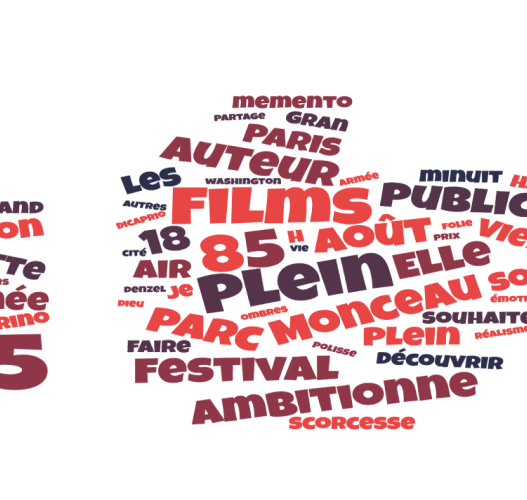 memento
PARTAGE
GRAN
PARIS
AUTEUR
LES
WASHINGTON
ARMÉE
minuit
AUTRES
FILMS
PUBLIC
AND
DICAPRIO
on
CITÉ
18
85
H
VIE
AOÛT
FOLIE
PRIX
VIE
TTE
AIR
PLEIN
ELLE
née
DENZEL
JE
RINO
DIEU
OMBRES
PARC
MONCEAU
SO
ÉMOTI
SOUHAITE
5
FAIRE
POLISSE
PLEIN
RÉALISME
FESTIVAL
DÉCOUVRIR
AMBITIONNE
SCORCESSE